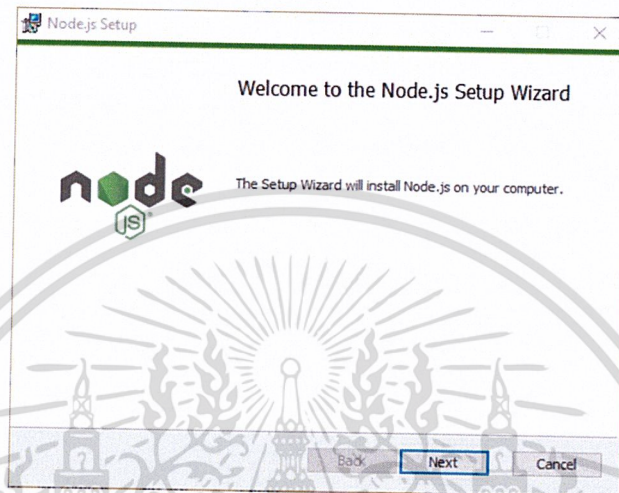 Node.js Setup
Welcome to the Node.js Setup Wizard
node
JS
The Setup Wizard will install Node.js on your computer.
Back
Next
Cancel